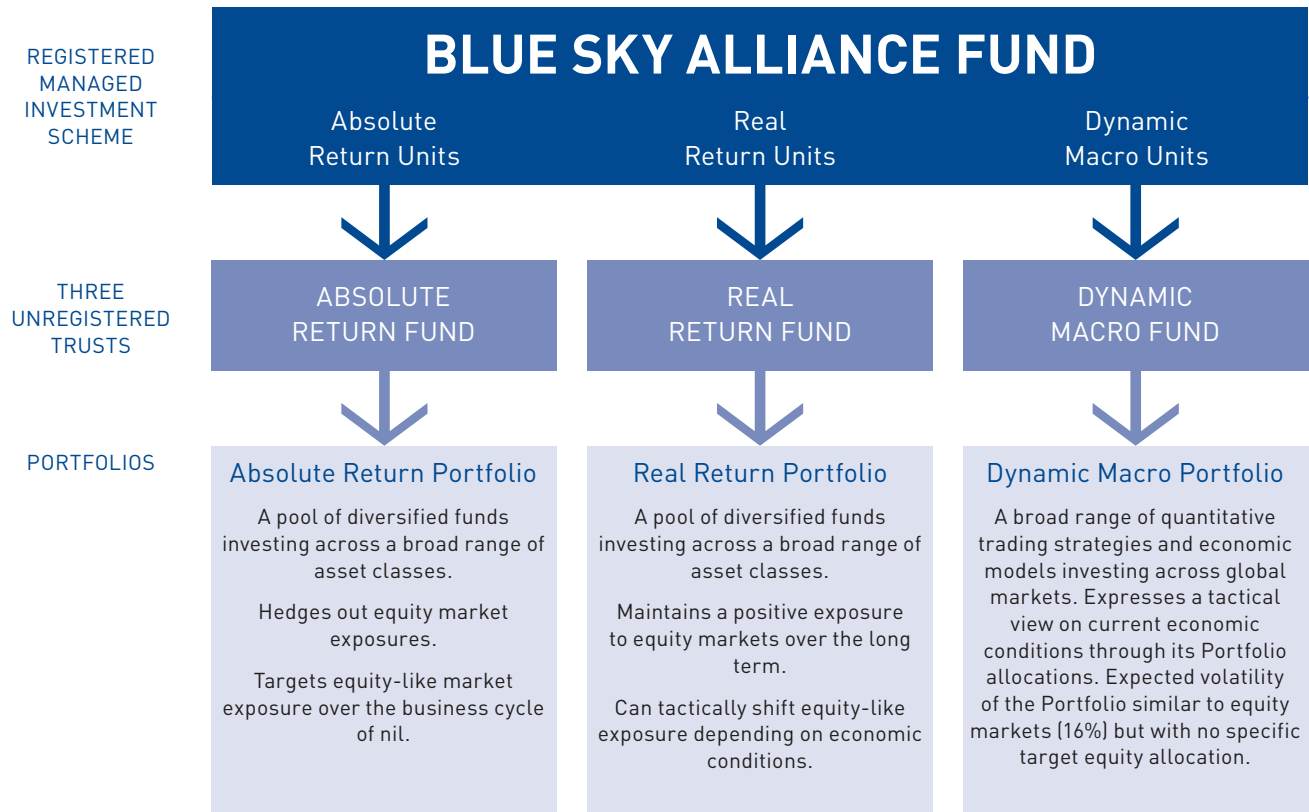 REGISTERED
MANAGED
INVESTMENT
SCHEME
BLUE SKY ALLIANCE FUND
Absolute
Return Units
Real
Return Units
Dynamic
Macro Units
THREE
UNREGISTERED
TRUSTS
ABSOLUTE
RETURN FUND
REAL
RETURN FUND
DYNAMIC
MACRO FUND
PORTFOLIOS
Absolute Return Portfolio
A pool of diversified funds
investing across a broad range of
asset classes.
Hedges out equity market
exposures.
Targets equity-like market
exposure over the business cycle
of nil.
Real Return Portfolio
A pool of diversified funds
investing across a broad range of
asset classes.
Maintains a positive exposure
to equity markets over the long
term.
Can tactically shift equity-like
exposure depending on economic
conditions.
Dynamic Macro Portfolio
A broad range of quantitative
trading strategies and economic
models investing across global
markets. Expresses a tactical
view on current economic
conditions through its Portfolio
allocations. Expected volatility
of the Portfolio similar to equity
markets (16%) but with no specific
target equity allocation.